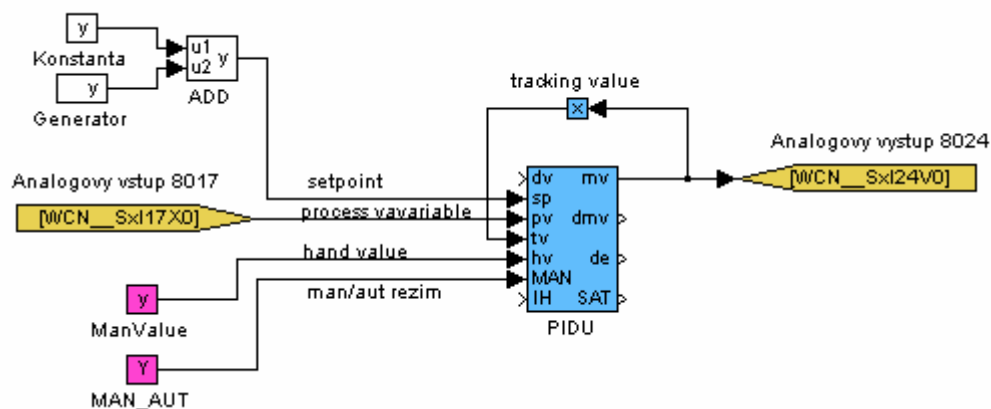 y
Konstanta
y
Generator
u1
u2
y
ADD
tracking value
x
Analogovy vystup 8024
[WCN__SxI24V0]
Analogovy vstup 8017
[WCN__SxI17X0]
setpoint
process vavariable
hand value
man/aut rezim
dv mv
sp
pv dmv
tv
hv de
MAN
IH SAT
PIDU
y
ManValue
Y
MAN_AUT